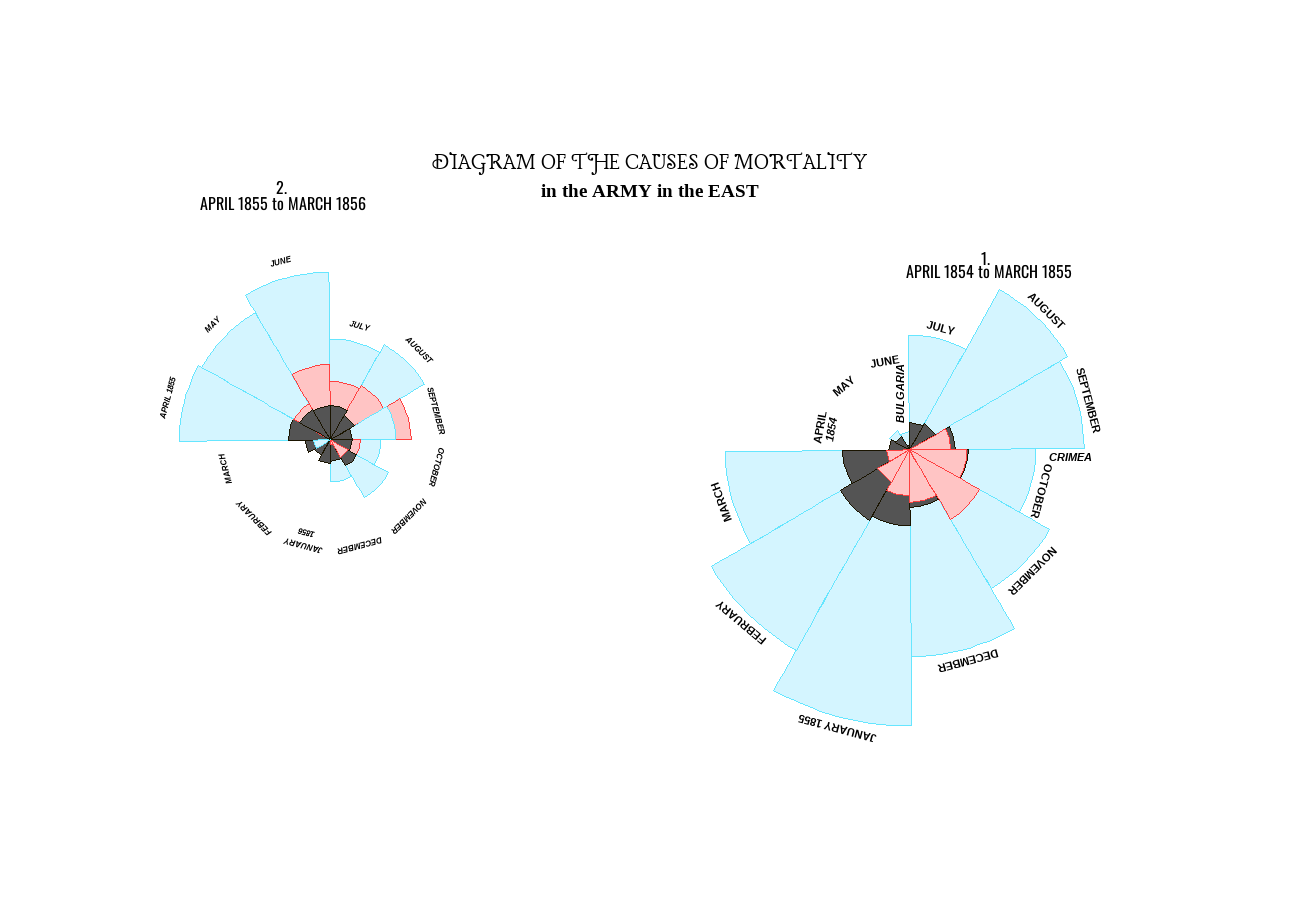 DIAGRAM OF THE CAUSES OF MORTALITY
in the ARMY in the EAST
2.
APRIL 1855 to MARCH 1856
JUNE
JULY
MAY
AUGUST
APRIL 1855
SEPTEMBER
OCTOBER
MARCH
NOVEMBER
FEBRUARY
DECEMBER
JANUARY
1856
1.
APRIL 1854 to MARCH 1855
AUGUST
JULY
JUNE
BULGARIA
MAY
SEPTEMBER
APRIL
1854
CRIMEA
OCTOBER
MARCH
NOVEMBER
FEBRUARY
DECEMBER
JANUARY 1855